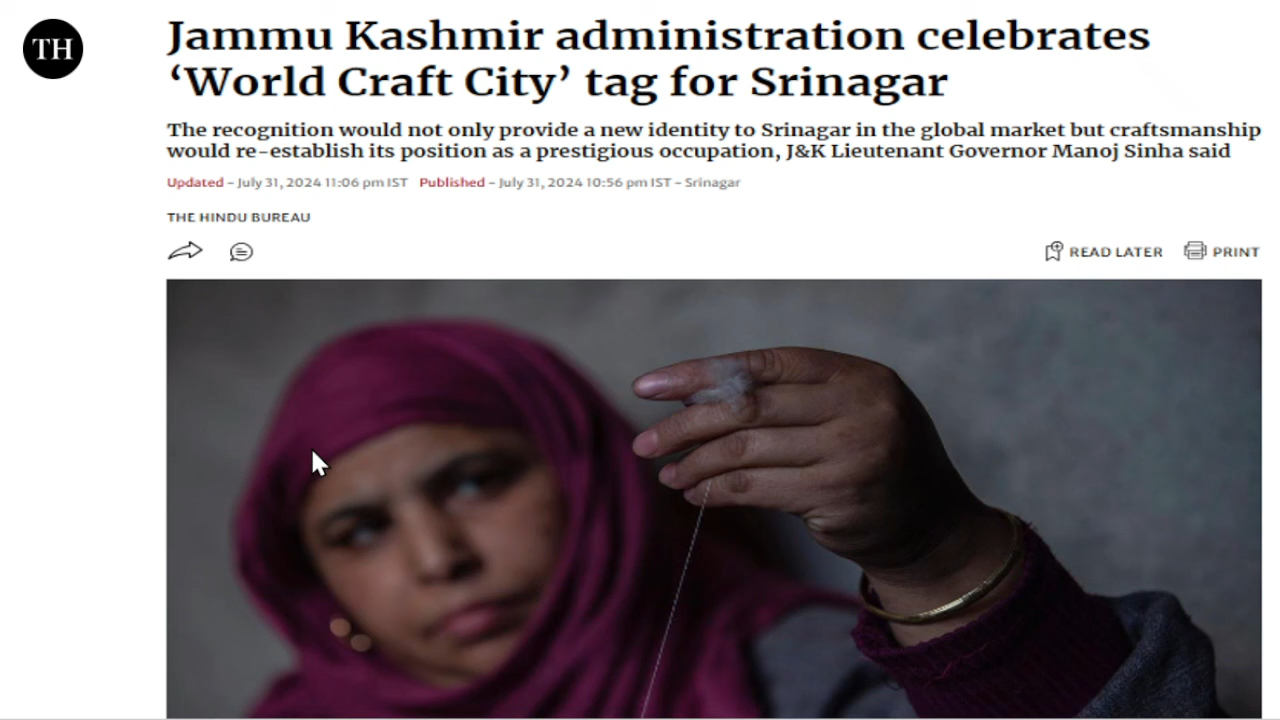 TH
Jammu Kashmir administration celebrates
‘World Craft City’ tag for Srinagar
The recognition would not only provide a new identity to Srinagar in the global market but craftsmanship
would re-establish its position as a prestigious occupation, J&K Lieutenant Governor Manoj Sinha said
Updated - July 31, 2024 11:06 pm IST Published - July 31, 2024 10:56 pm IST - Srinagar
THE HINDU BUREAU
READ LATER PRINT